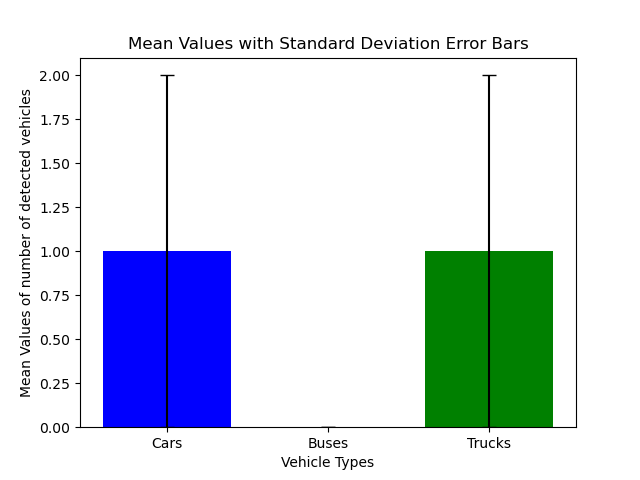 Mean Values with Standard Deviation Error Bars
Mean Values of number of detected vehicles
2.00
1.75
1.50
1.25
1.00
0.75
0.50
0.25
0.00
Cars
Buses
Trucks
Vehicle Types